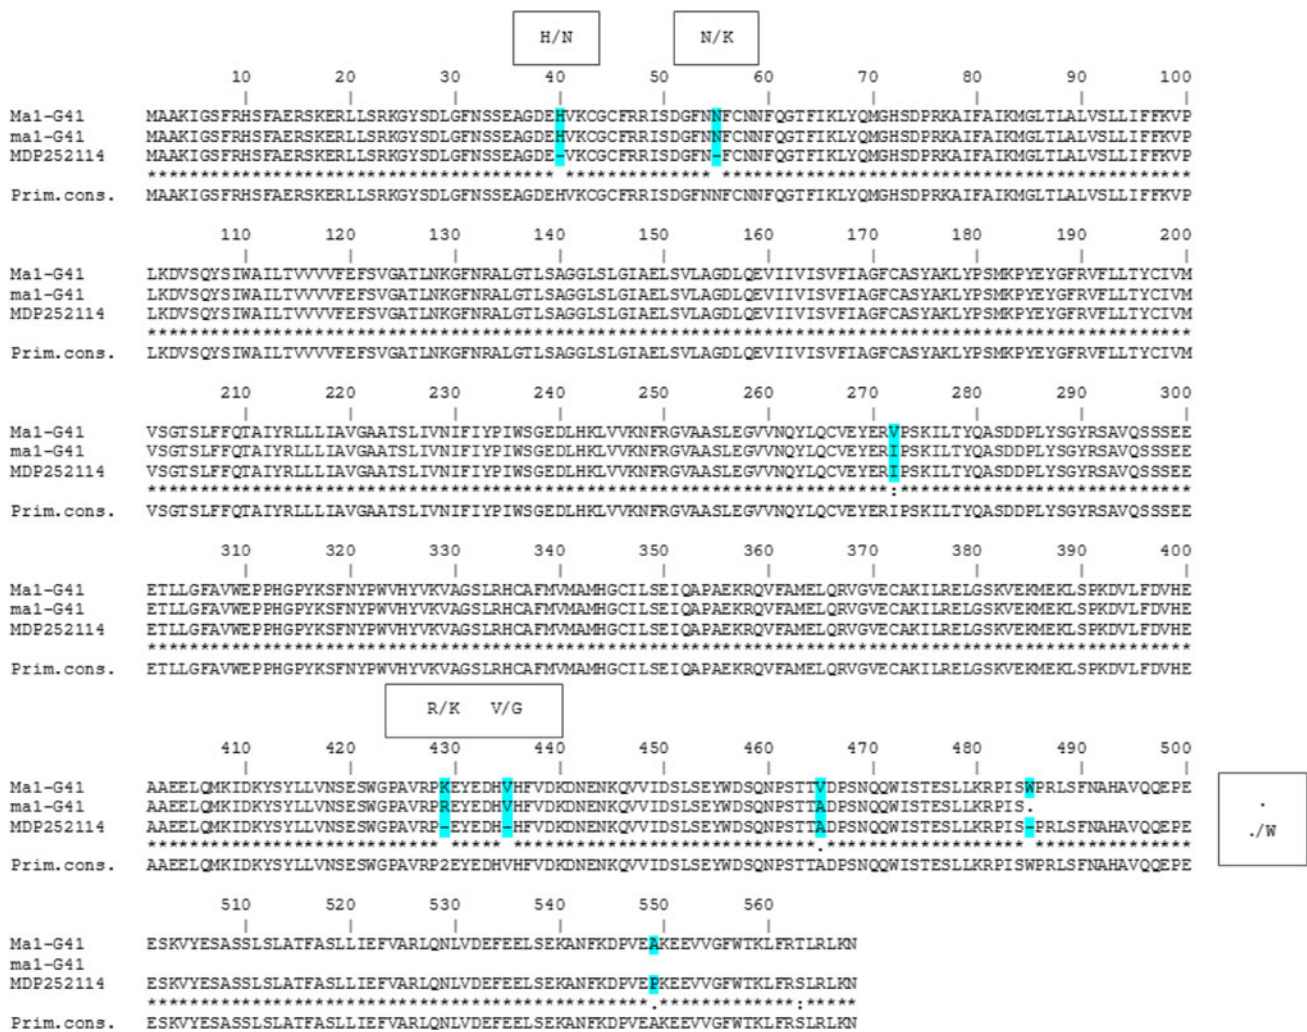 H/N N/K
10 20 30 40 50 60 70 80 90 100
| | | | | | | | | |
Ma1-G41 MAAKIGSFRHSFAERSKERLLSRKGYSDLGFNSSEAGDEHVKCGCFRRISDGFNNFCNNFQGTFIKLYQMGHSDPRKAIFAIKMGLTLALVSLLIFFKVP
ma1-G41 MAAKIGSFRHSFAERSKERLLSRKGYSDLGFNSSEAGDEHVKCGCFRRISDGFNNFCNNFQGTFIKLYQMGHSDPRKAIFAIKMGLTLALVSLLIFFKVP
MDP252114 MAAKIGSFRHSFAERSKERLLSRKGYSDLGFNSSEAGDE-VKCGCFRRISDGFN-FCNNFQGTFIKLYQMGHSDPRKAIFAIKMGLTLALVSLLIFFKVP
*************************************** ************** *********************************************
Prim.cons. MAAKIGSFRHSFAERSKERLLSRKGYSDLGFNSSEAGDEHVKCGCFRRISDGFNNFCNNFQGTFIKLYQMGHSDPRKAIFAIKMGLTLALVSLLIFFKVP
110 120 130 140 150 160 170 180 190 200
| | | | | | | | | |
Ma1-G41 LKDVSQYSIWAILTVVVVFEFSVGATLNKGFNRALGTLSAGGLSLGIAELSVLAGDLQEVIIVISVFIAGFCASYAKLYPSMKPYEYGFRVFLLTYCIVM
ma1-G41 LKDVSQYSIWAILTVVVVFEFSVGATLNKGFNRALGTLSAGGLSLGIAELSVLAGDLQEVIIVISVFIAGFCASYAKLYPSMKPYEYGFRVFLLTYCIVM
MDP252114 LKDVSQYSIWAILTVVVVFEFSVGATLNKGFNRALGTLSAGGLSLGIAELSVLAGDLQEVIIVISVFIAGFCASYAKLYPSMKPYEYGFRVFLLTYCIVM
****************************************************************************************************
Prim.cons. LKDVSQYSIWAILTVVVVFEFSVGATLNKGFNRALGTLSAGGLSLGIAELSVLAGDLQEVIIVISVFIAGFCASYAKLYPSMKPYEYGFRVFLLTYCIVM
210 220 230 240 250 260 270 280 290 300
| | | | | | | | | |
Ma1-G41 VSGTSLFFQTAIYRLLLIAVGAATSLIVNIFIYPIWSGEDLHKLVVKNFRGVAASLEGVVNQYLQCVEYERVPSKILTYQASDDPLYSGYRSAVQSSSEE
ma1-G41 VSGTSLFFQTAIYRLLLIAVGAATSLIVNIFIYPIWSGEDLHKLVVKNFRGVAASLEGVVNQYLQCVEYERIPSKILTYQASDDPLYSGYRSAVQSSSEE
MDP252114 VSGTSLFFQTAIYRLLLIAVGAATSLIVNIFIYPIWSGEDLHKLVVKNFRGVAASLEGVVNQYLQCVEYERIPSKILTYQASDDPLYSGYRSAVQSSSEE
***********************************************************************:****************************
Prim.cons. VSGTSLFFQTAIYRLLLIAVGAATSLIVNIFIYPIWSGEDLHKLVVKNFRGVAASLEGVVNQYLQCVEYERIPSKILTYQASDDPLYSGYRSAVQSSSEE
310 320 330 340 350 360 370 380 390 400
| | | | | | | | | |
Ma1-G41 ETLLGFAVWEPPHGPYKSFNYPWVHYVKVAGSLRHCAFMVMAMHGCILSEIQAPAEKRQVFAMELQRVGVECAKILRELGSKVEKMEKLSPKDVLFDVHE
ma1-G41 ETLLGFAVWEPPHGPYKSFNYPWVHYVKVAGSLRHCAFMVMAMHGCILSEIQAPAEKRQVFAMELQRVGVECAKILRELGSKVEKMEKLSPKDVLFDVHE
MDP252114 ETLLGFAVWEPPHGPYKSFNYPWVHYVKVAGSLRHCAFMVMAMHGCILSEIQAPAEKRQVFAMELQRVGVECAKILRELGSKVEKMEKLSPKDVLFDVHE
****************************************************************************************************
Prim.cons. ETLLGFAVWEPPHGPYKSFNYPWVHYVKVAGSLRHCAFMVMAMHGCILSEIQAPAEKRQVFAMELQRVGVECAKILRELGSKVEKMEKLSPKDVLFDVHE
R/K V/G
410 420 430 440 450 460 470 480 490 500
| | | | | | | | | |
Ma1-G41 AAEELQMKIDKYSYLLVNSESWGPAVRPKEYEDHVHFVDKDNENKQVVIDSLSEYWDSQNPSTTVDPSNQQWISTESLLKRPISWPRLSFNAHAVQQEPE
ma1-G41 AAEELQMKIDKYSYLLVNSESWGPAVRPREYEDHVHFVDKDNENKQVVIDSLSEYWDSQNPSTTADPSNQQWISTESLLKRPIS. .
MDP252114 AAEELQMKIDKYSYLLVNSESWGPAVRP-EYEDH-HFVDKDNENKQVVIDSLSEYWDSQNPSTTADPSNQQWISTESLLKRPIS-PRLSFNAHAVQQEPE ./W
**************************** ***** *****************************.******************* ***************
Prim.cons. AAEELQMKIDKYSYLLVNSESWGPAVRP2EYEDHVHFVDKDNENKQVVIDSLSEYWDSQNPSTTADPSNQQWISTESLLKRPISWPRLSFNAHAVQQEPE
510 520 530 540 550 560
| | | | | |
Ma1-G41 ESKVYESASSLSLATFASLLIEFVARLQNLVDEFEELSEKANFKDPVEAKEEVVGFWTKLFRTLRLKN
ma1-G41
MDP252114 ESKVYESASSLSLATFASLLIEFVARLQNLVDEFEELSEKANFKDPVEPKEEVVGFWTKLFRSLRLKN
************************************************.*************:*****
Prim.cons. ESKVYESASSLSLATFASLLIEFVARLQNLVDEFEELSEKANFKDPVEAKEEVVGFWTKLFRSLRLKN